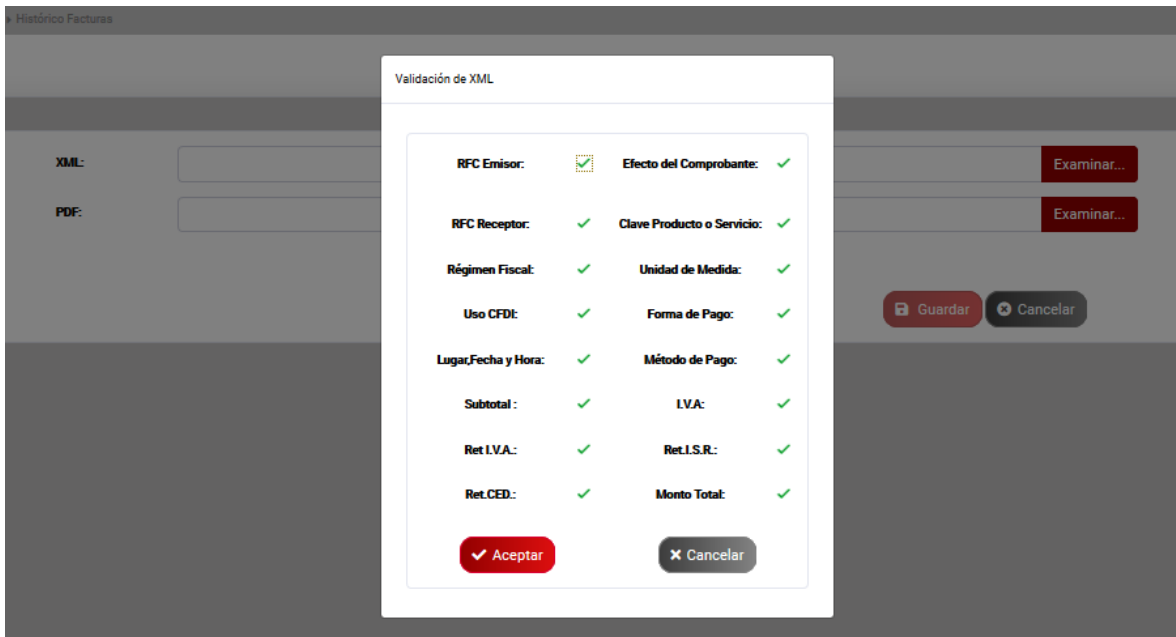 » Histórico Facturas
Validación de XML
XML:
Examinar...
PDF:
Examinar...
Guardar Cancelar
RFC Emisor: Efecto del Comprobante:
RFC Receptor: Clave Producto o Servicio:
Régimen Fiscal: Unidad de Medida:
Uso CFDI: Forma de Pago:
Lugar,Fecha y Hora: Método de Pago:
Subtotal : I.V.A:
Ret I.V.A.: Ret.I.S.R.:
Ret.CED.: Monto Total:
Aceptar Cancelar